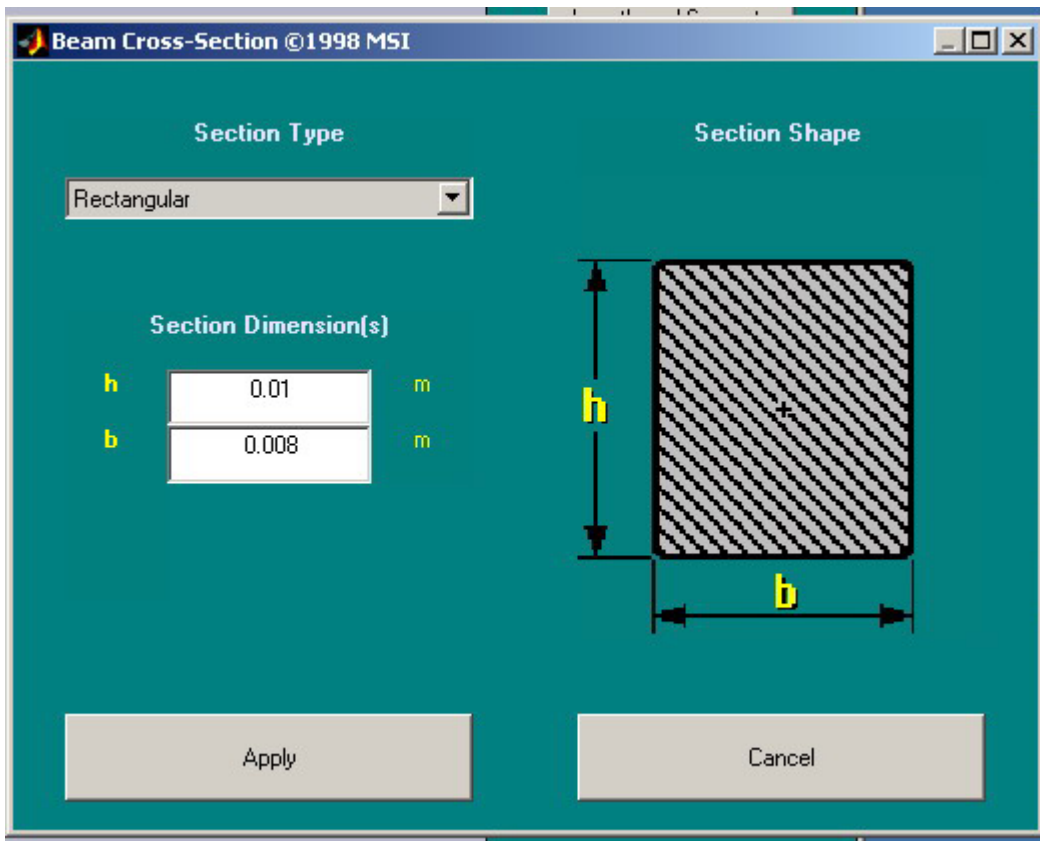 Beam Cross-Section ©1998 MSI
Section Type
Rectangular
Section Dimension(s)
h 0.01 m
b 0.008 m
Section Shape
h
b
Apply
Cancel